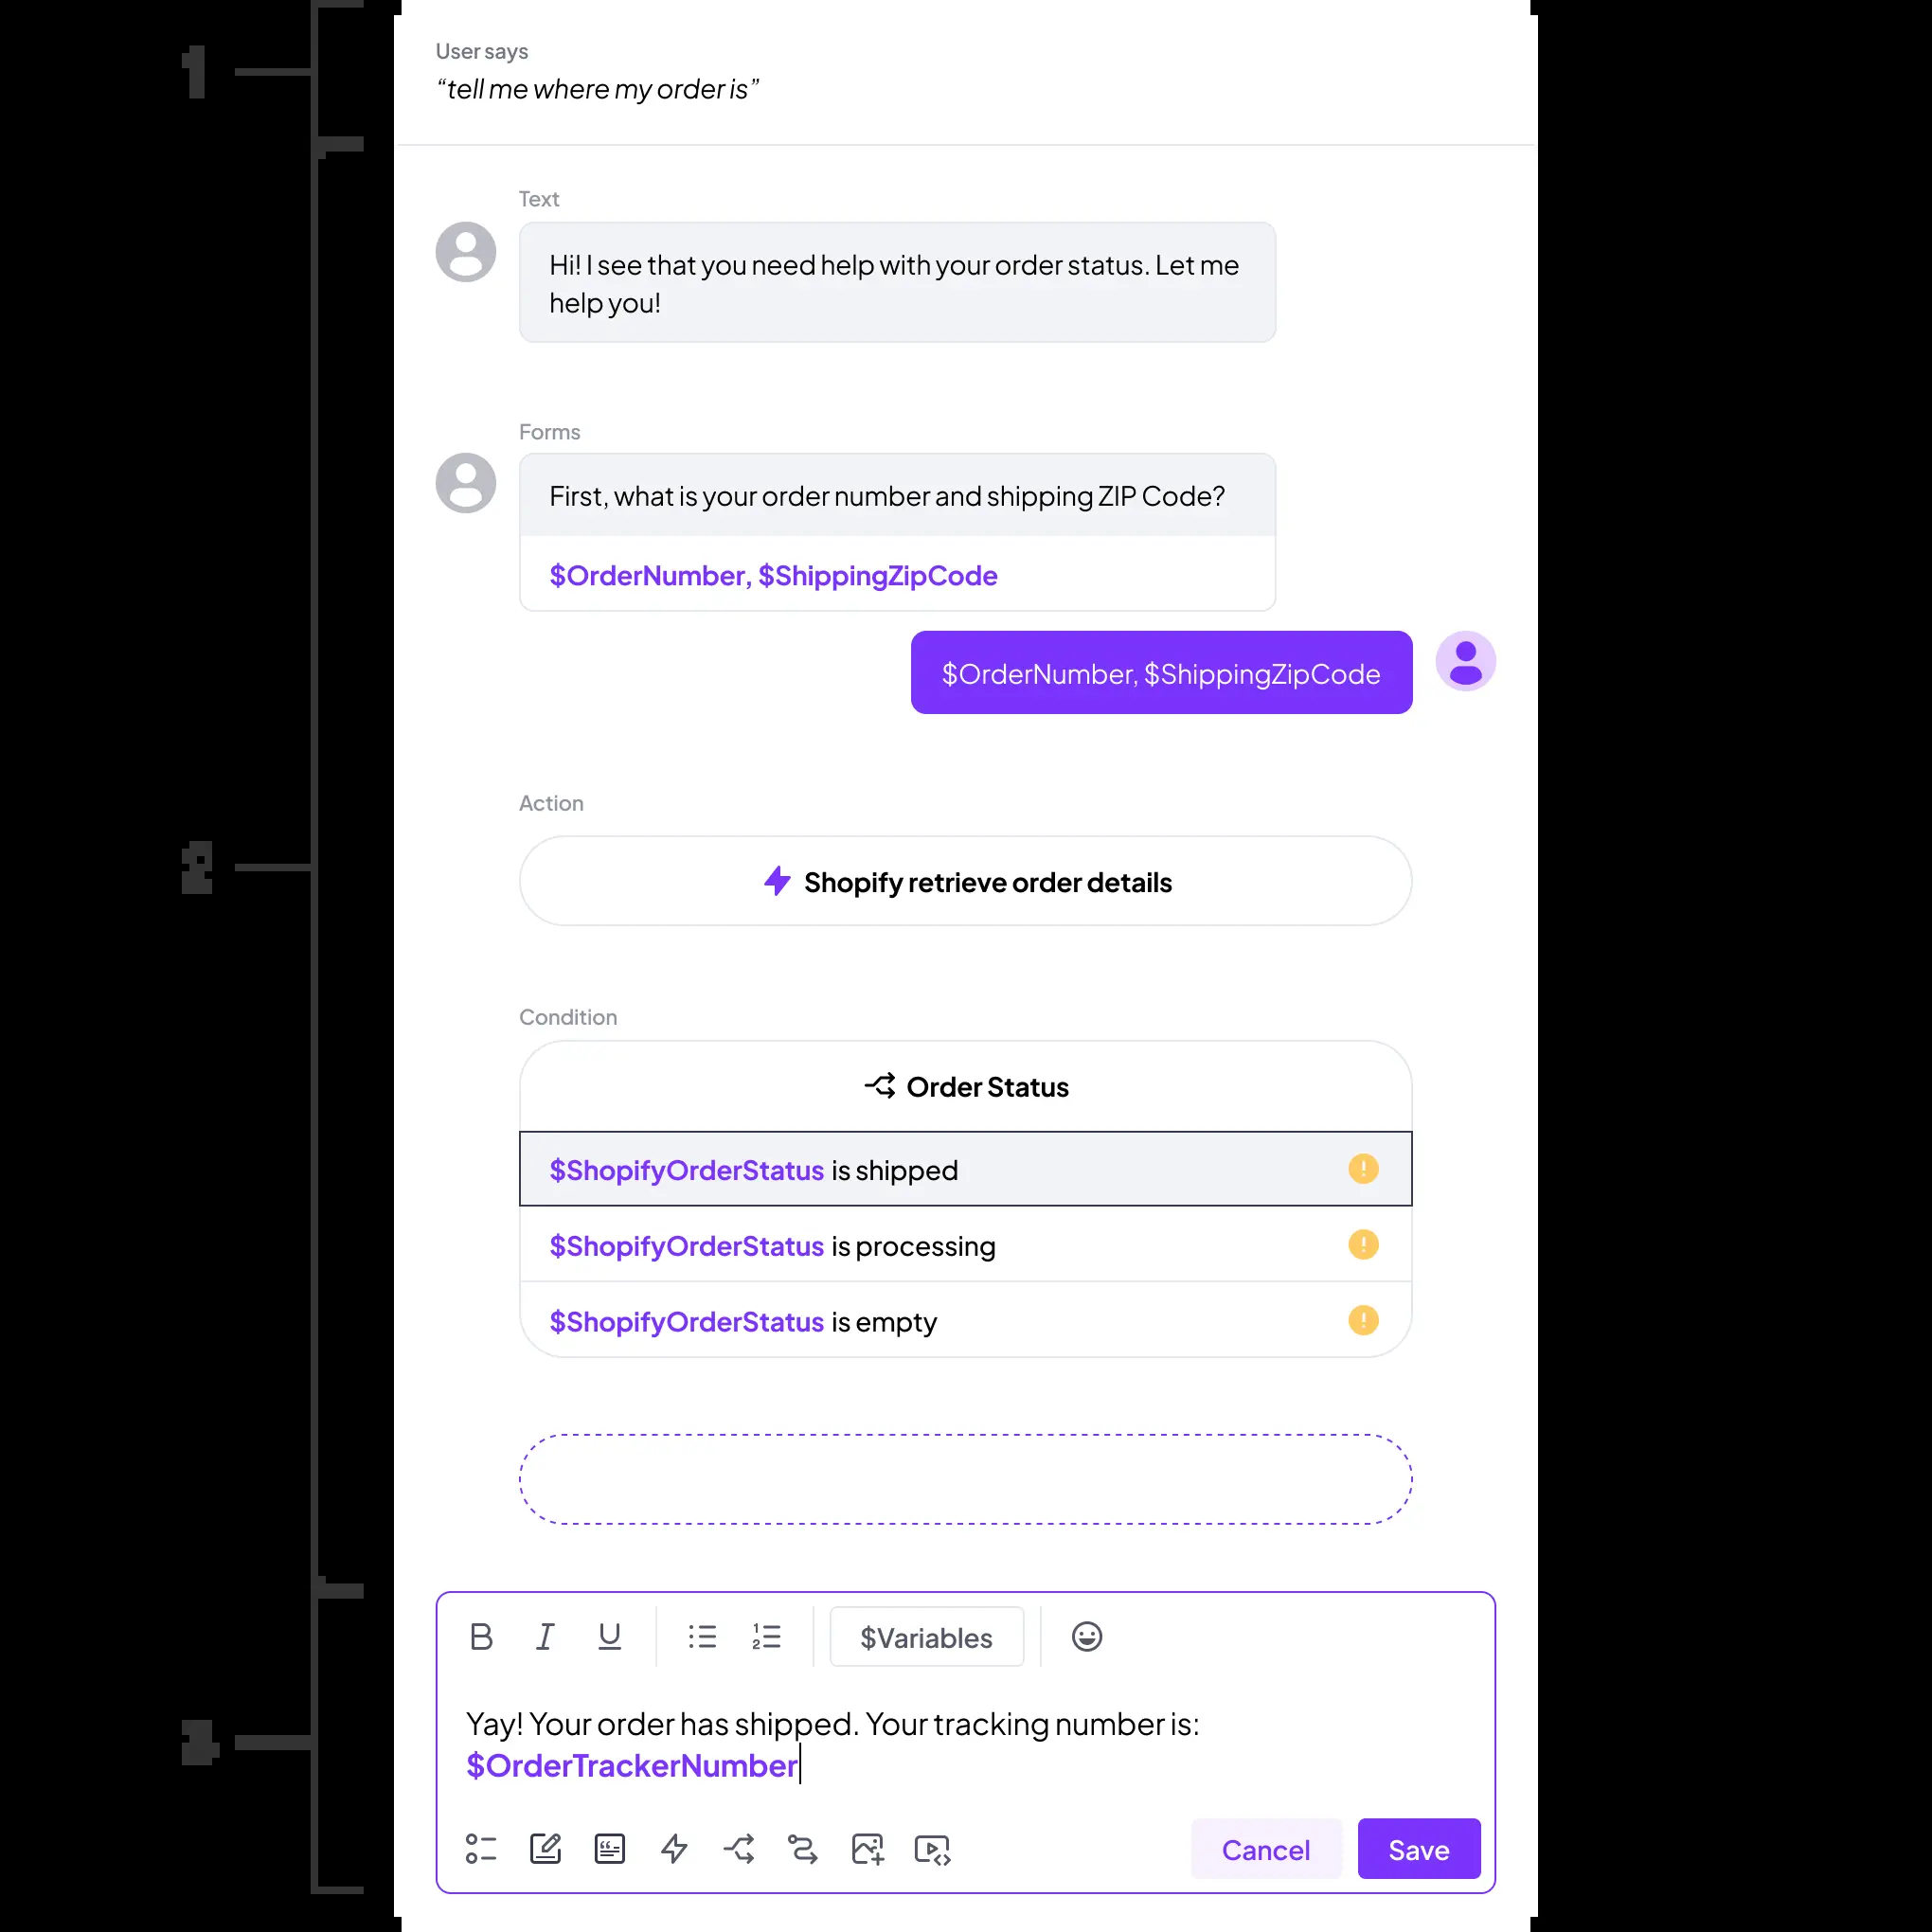 1
User says
“tell me where my order is”
Text
Hi! I see that you need help with your order status. Let me
help you!
Forms
First, what is your order number and shipping ZIP Code?
$OrderNumber, $ShippingZipCode
$OrderNumber, $ShippingZipCode
Action
2
Shopify retrieve order details
Condition
Order Status
$ShopifyOrderStatus is shipped
$ShopifyOrderStatus is processing
$ShopifyOrderStatus is empty
B I U $Variables
Yay! Your order has shipped. Your tracking number is:
$OrderTrackerNumber
Cancel Save